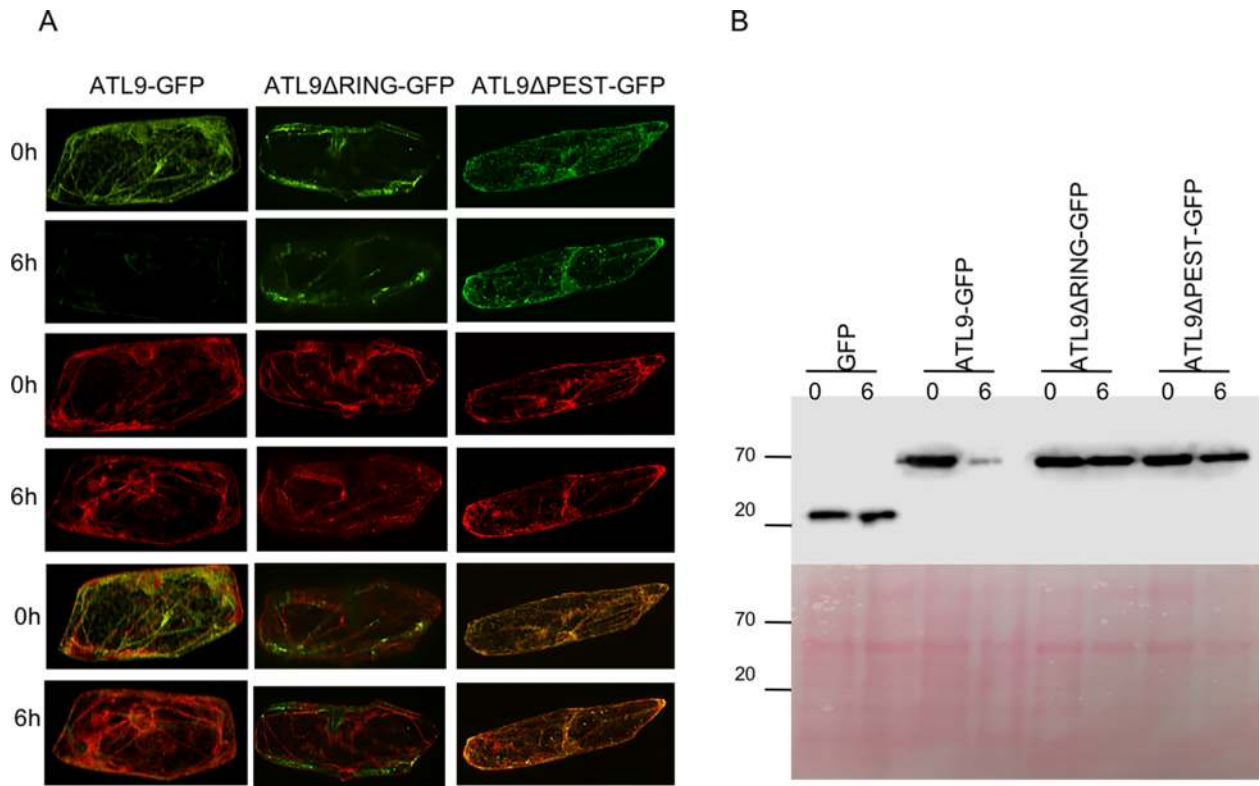 A
B
ATL9-GFP ATL9ΔRING-GFP ATL9ΔPEST-GFP
0h
6h
0h
6h
0h
6h
GFP
ATL9-GFP
ATL9ΔRING-GFP
ATL9ΔPEST-GFP
0 6 0 6 0 6 0 6
70
20
70
20